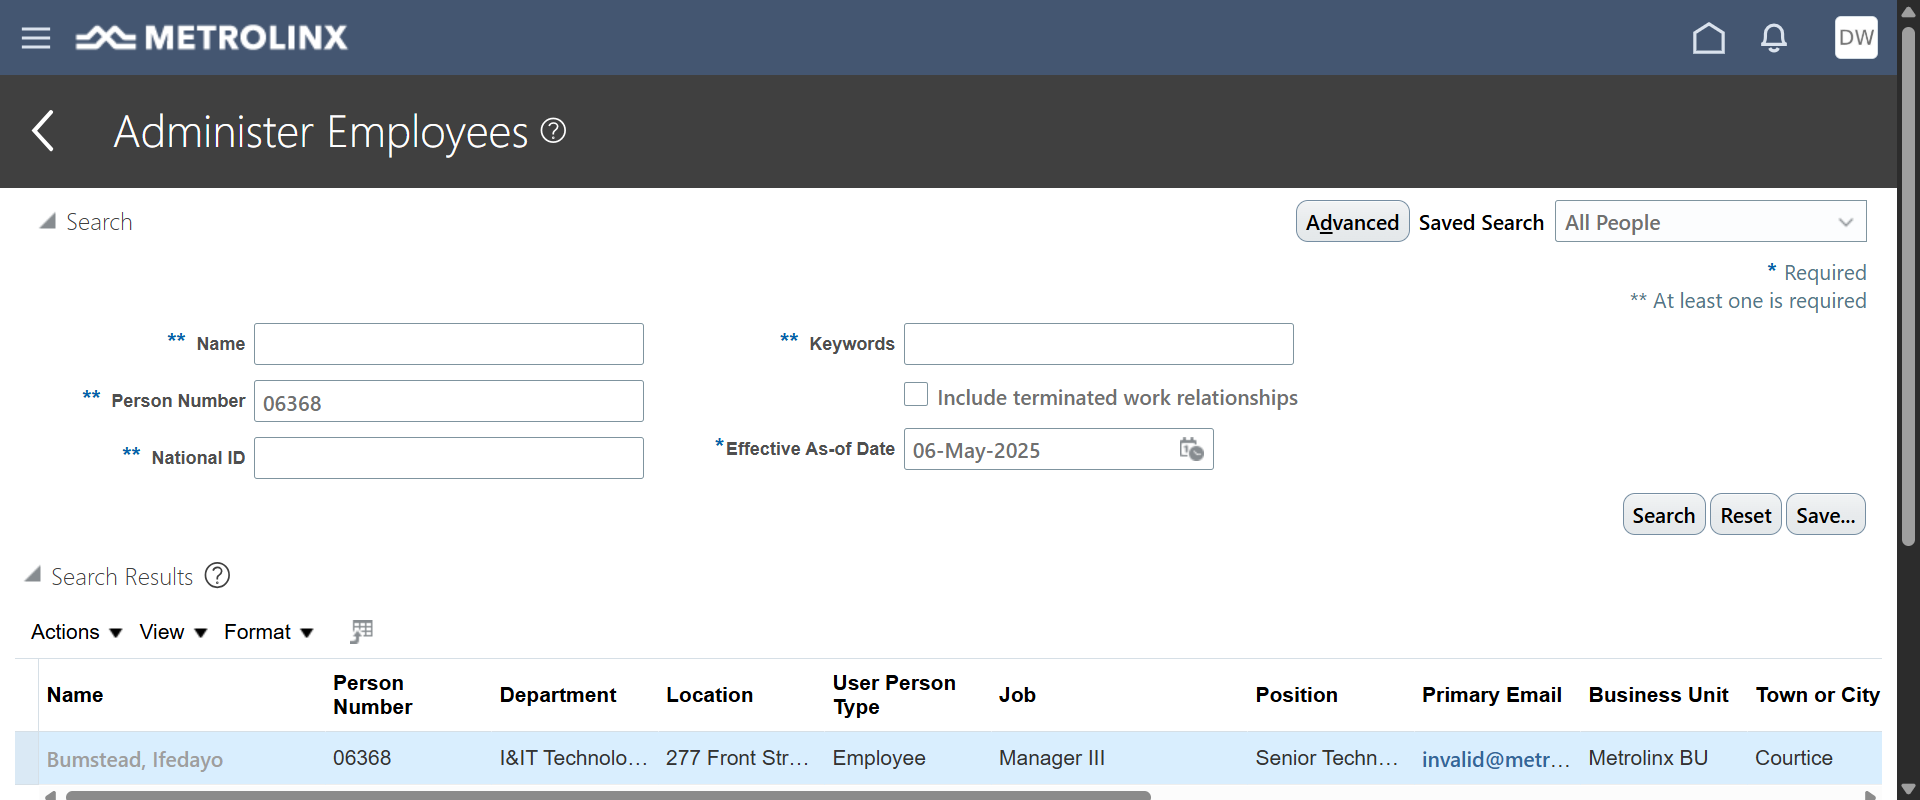 METROLINX
DW
Administer Employees ?
Search
Advanced Saved Search All People
* Required
** At least one is required
** Name
** Keywords
** Person Number 06368
Include terminated work relationships
** National ID
*Effective As-of Date 06-May-2025
Search Reset Save...
Search Results ?
Actions View Format
Name Person Number Department Location User Person Type Job Position Primary Email Business Unit Town or City
Bumstead, Ifedayo 06368 I&IT Technolo... 277 Front Str... Employee Manager III Senior Techn... invalid@metr... Metrolinx BU Courtice